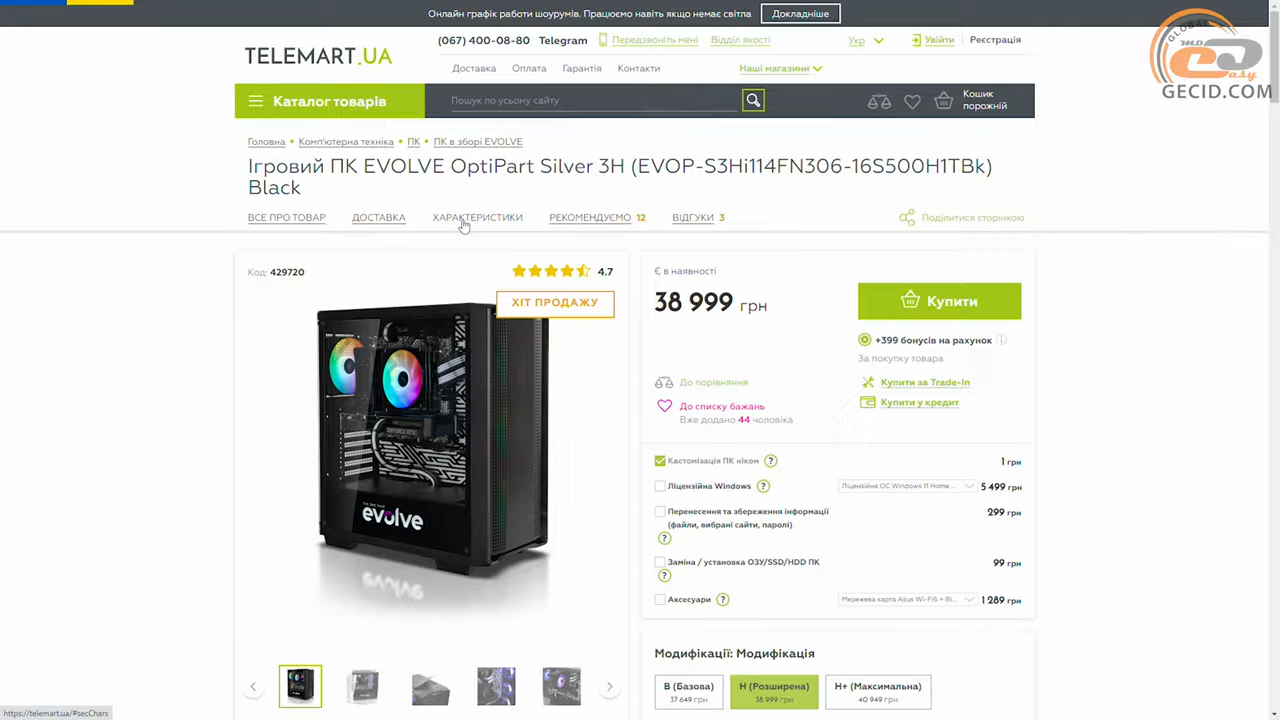 Онлайн графік работи шоурумів. Працюємо навіть якщо немає світла Докладніше
TELEMART.UA
(067) 400-08-80 Telegram Передзвоніть мені Відділ якості Укр Увійти Реєстрація
Доставка Оплата Гарантія Контакти Наші магазини
Каталог товарів Пошук по усьому сайту Кошик порожній
GLOBAL
easy
GECID.COM
Головна • Комп'ютерна техніка • ПК • ПК в зборі EVOLVE
Ігровий ПК EVOLVE OptiPart Silver 3H (EVOP-S3Hi114FN306-16S500H1TBk)
Black
ВСЕ ПРО ТОВАР ДОСТАВКА ХАРАКТЕРИСТИКИ РЕКОМЕНДУЄМО 12 ВІДГУКИ 3 Поділитися сторінкою
Код: 429720 4.7
ХІТ ПРОДАЖУ
evolve
Є в наявності
38 999 грн Купити
+399 бонусів на рахунок
За покупку товара
До порівняння Купити за Trade-In
До списку бажань Купити у кредит
Вже додано 44 чоловіка
Кастомізація ПК ніком ? 1 грн
Ліцензійна Windows ? Ліцензійна ОС Windows 11 Home ... 5 499 грн
Перенесення та збереження інформації 299 грн
(файли, вибрані сайти, паролі)
?
Заміна / установка ОЗУ/SSD/HDD ПК 99 грн
?
Аксесуари ? Мережева карта Asus Wi-Fi6 + Bl... 1 289 грн
Модифікації: Модифікація
B (Базова) H (Розширена) H+ (Максимальна)
37 649 грн 38 999 грн 40 949 грн
https://telemart.ua/#secChars